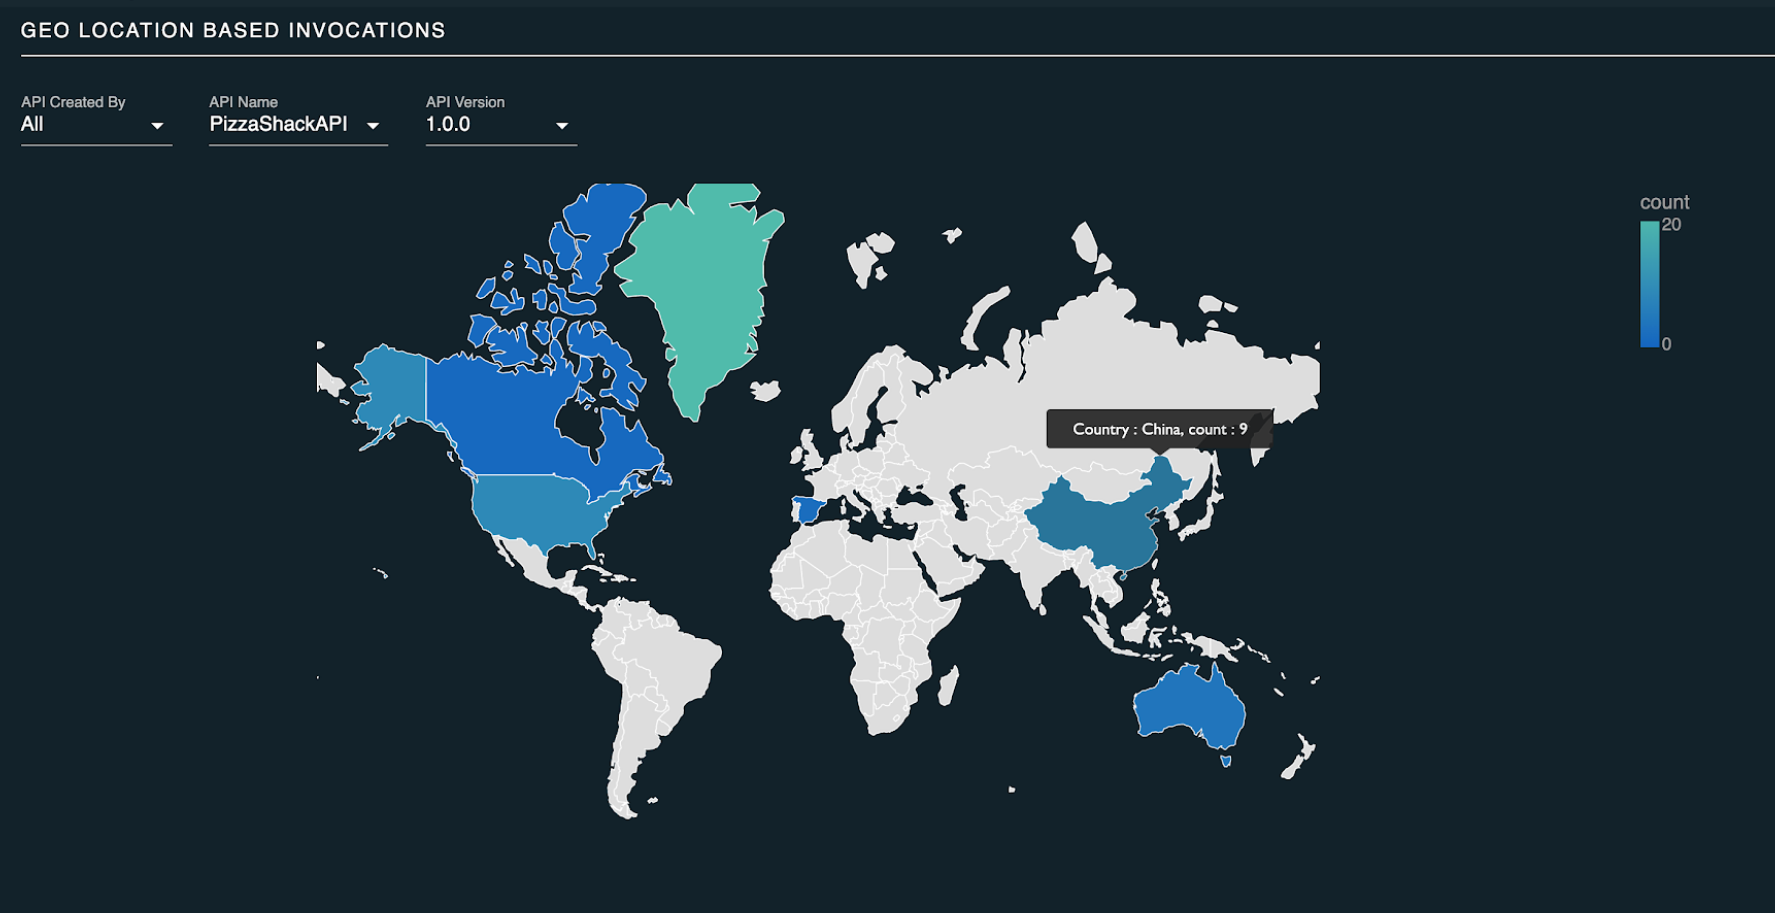 GEO LOCATION BASED INVOCATIONS
API Created By
All
API Name
PizzaShackAPI
API Version
1.0.0
count
20
0
Country : China, count : 9